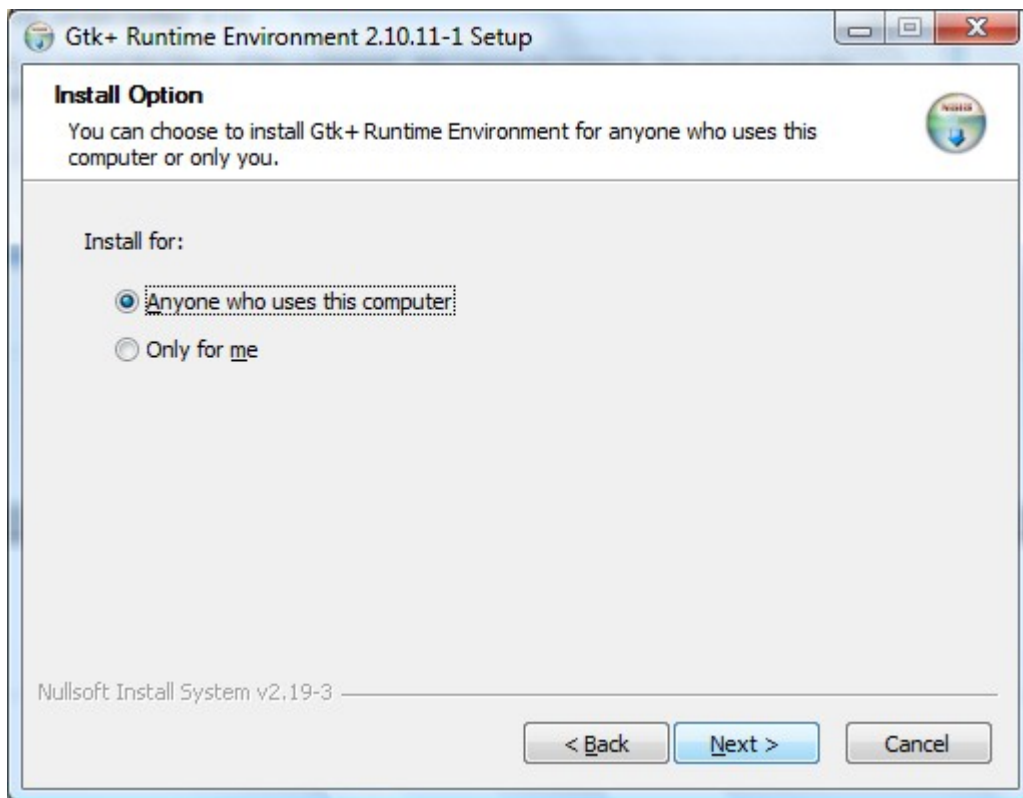 Gtk+ Runtime Environment 2.10.11-1 Setup
Install Option
You can choose to install Gtk+ Runtime Environment for anyone who uses this
computer or only you.
Install for:
Anyone who uses this computer
Only for me
Nullsoft Install System v2.19-3
< Back
Next >
Cancel